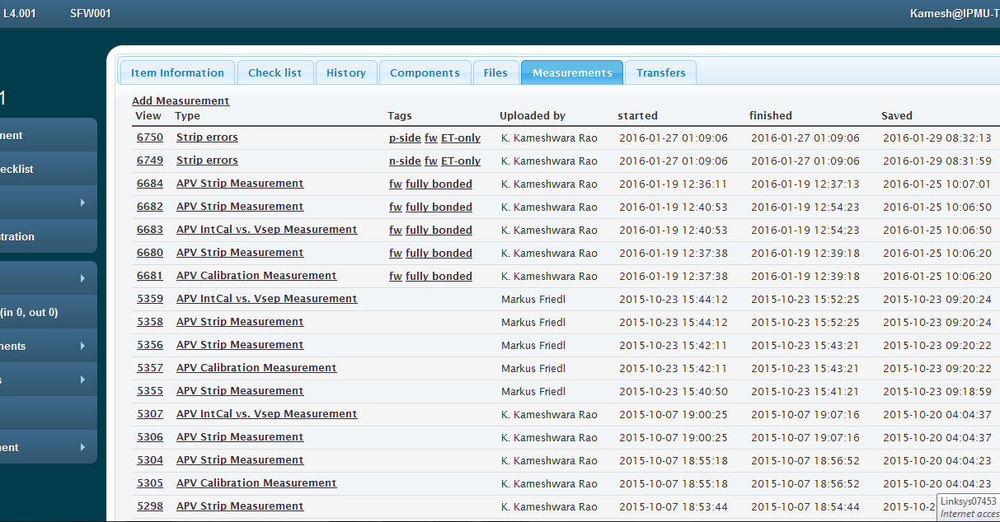 L4.001 SFW001 Kamesh@IPMU-T
1
Item Information Check list History Components Files Measurements Transfers
Add Measurement
View Type Tags Uploaded by started finished Saved
6750 Strip errors p-side fw ET-only K. Kameshwara Rao 2016-01-27 01:09:06 2016-01-27 01:09:06 2016-01-29 08:32:13
6749 Strip errors n-side fw ET-only K. Kameshwara Rao 2016-01-27 01:09:06 2016-01-27 01:09:06 2016-01-29 08:31:59
6684 APV Strip Measurement fw fully bonded K. Kameshwara Rao 2016-01-19 12:36:11 2016-01-19 12:37:13 2016-01-25 10:07:01
6682 APV Strip Measurement fw fully bonded K. Kameshwara Rao 2016-01-19 12:40:53 2016-01-19 12:54:23 2016-01-25 10:06:50
6683 APV IntCal vs. Vsep Measurement fw fully bonded K. Kameshwara Rao 2016-01-19 12:40:53 2016-01-19 12:54:23 2016-01-25 10:06:50
6680 APV Strip Measurement fw fully bonded K. Kameshwara Rao 2016-01-19 12:37:38 2016-01-19 12:39:18 2016-01-25 10:06:20
6681 APV Calibration Measurement fw fully bonded K. Kameshwara Rao 2016-01-19 12:37:38 2016-01-19 12:39:18 2016-01-25 10:06:20
5359 APV IntCal vs. Vsep Measurement Markus Friedl 2015-10-23 15:44:12 2015-10-23 15:52:25 2015-10-23 09:20:24
5358 APV Strip Measurement Markus Friedl 2015-10-23 15:44:12 2015-10-23 15:52:25 2015-10-23 09:20:24
5356 APV Strip Measurement Markus Friedl 2015-10-23 15:42:11 2015-10-23 15:43:21 2015-10-23 09:20:22
5357 APV Calibration Measurement Markus Friedl 2015-10-23 15:42:11 2015-10-23 15:43:21 2015-10-23 09:20:22
5355 APV Strip Measurement Markus Friedl 2015-10-23 15:40:50 2015-10-23 15:41:21 2015-10-23 09:18:59
5307 APV IntCal vs. Vsep Measurement K. Kameshwara Rao 2015-10-07 19:00:25 2015-10-07 19:07:16 2015-10-20 04:04:37
5306 APV Strip Measurement K. Kameshwara Rao 2015-10-07 19:00:25 2015-10-07 19:07:16 2015-10-20 04:04:37
5304 APV Strip Measurement K. Kameshwara Rao 2015-10-07 18:55:18 2015-10-07 18:56:52 2015-10-20 04:04:23
5305 APV Calibration Measurement K. Kameshwara Rao 2015-10-07 18:55:18 2015-10-07 18:56:52 2015-10-20 04:04:23
5298 APV Strip Measurement K. Kameshwara Rao 2015-10-07 18:53:44 2015-10-07 18:54:44 2015-10-2
Linksys07453
Internet acces
ment
ecklist
tration
(in 0, out 0)
nents
s
ent